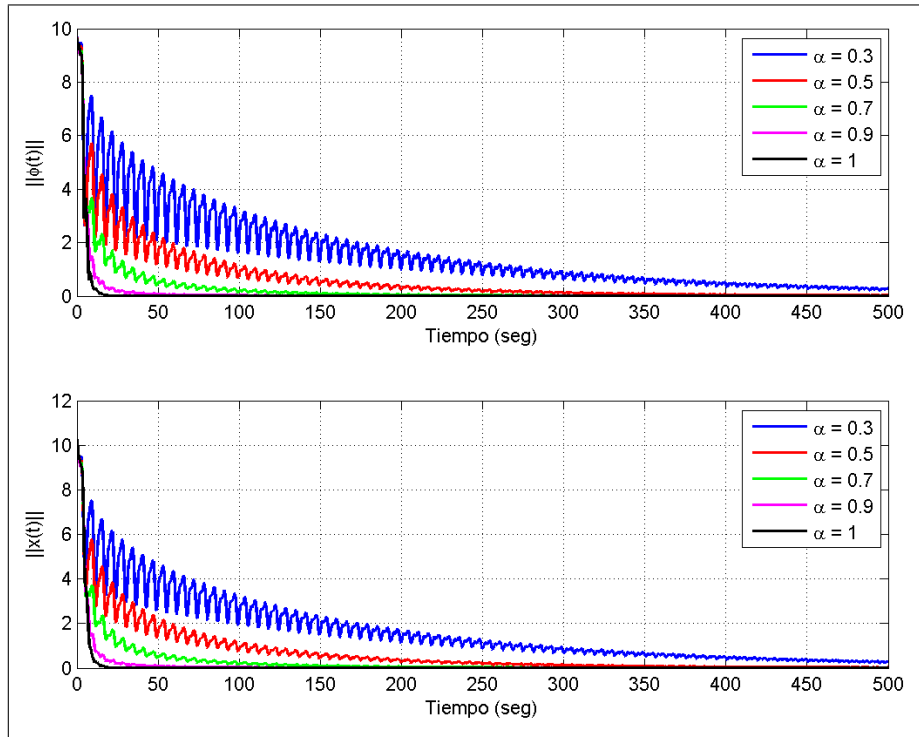 ||ϕ(t)||
10
8
6
4
2
0
α = 0.3
α = 0.5
α = 0.7
α = 0.9
α = 1
0 50 100 150 200 250 300 350 400 450 500
Tiempo (seg)
||x(t)||
12
10
8
6
4
2
0
α = 0.3
α = 0.5
α = 0.7
α = 0.9
α = 1
0 50 100 150 200 250 300 350 400 450 500
Tiempo (seg)